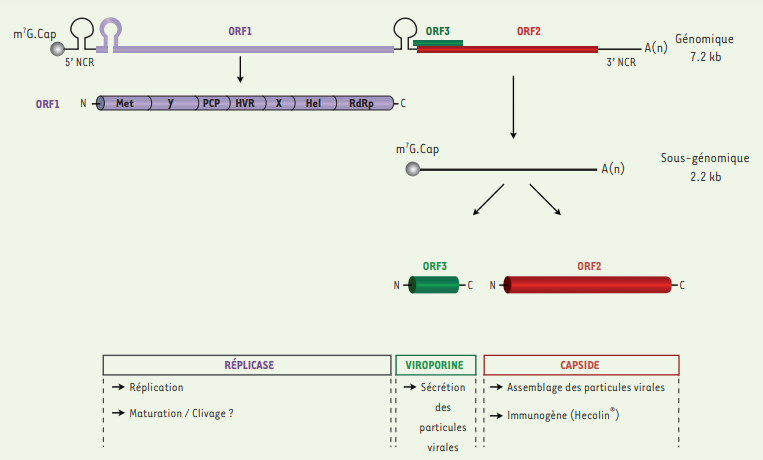 m⁷G.Cap
ORF1
ORF3
ORF2
A(n)
Génomique
7.2 kb
5' NCR
3' NCR
ORF1
N
Met
Y
PCP
HVR
X
Hel
RdRp
C
m⁷G.Cap
A(n)
Sous-génomique
2.2 kb
ORF3
ORF2
N
C
N
C
RÉPLICASE
VIROPORINE
CAPSIDE
→ Réplication
→ Maturation / Clivage ?
→ Sécrétion
des
particules
virales
→ Assemblage des particules virales
→ Immunogène (Hecolin®)